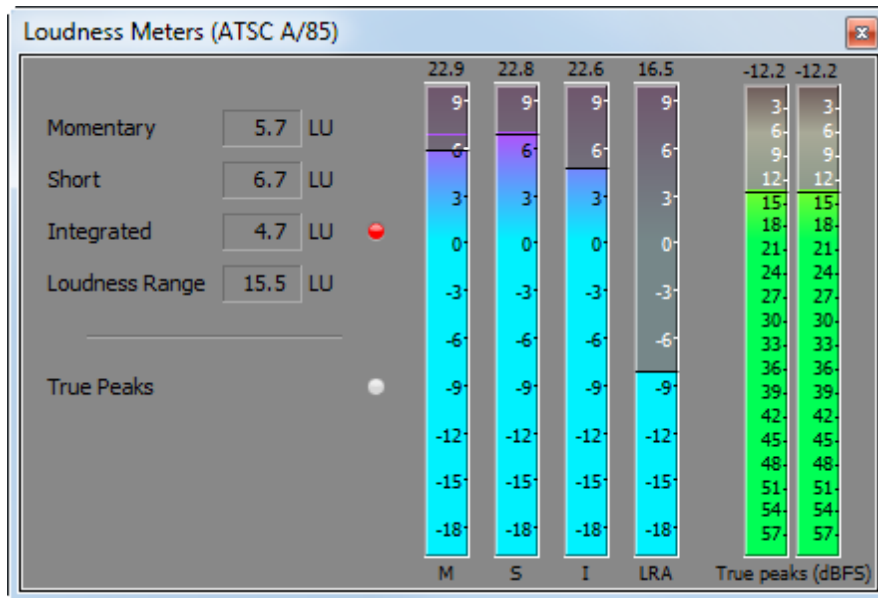 Loudness Meters (ATSC A/85)
22.9 22.8 22.6 16.5 -12.2 -12.2
Momentary 5.7 LU
Short 6.7 LU
Integrated 4.7 LU
Loudness Range 15.5 LU
True Peaks
9 9 9 9
6 6 6 6
3 3 3 3
0 0 0 0
-3 -3 -3 -3
-6 -6 -6 -6
-9 -9 -9 -9
-12 -12 -12 -12
-15 -15 -15 -15
-18 -18 -18 -18
3 3
6 6
9 9
12 12
15 15
18 18
21 21
24 24
27 27
30 30
33 33
36 36
39 39
42 42
45 45
48 48
51 51
54 54
57 57
M S I LRA True peaks (dBFS)